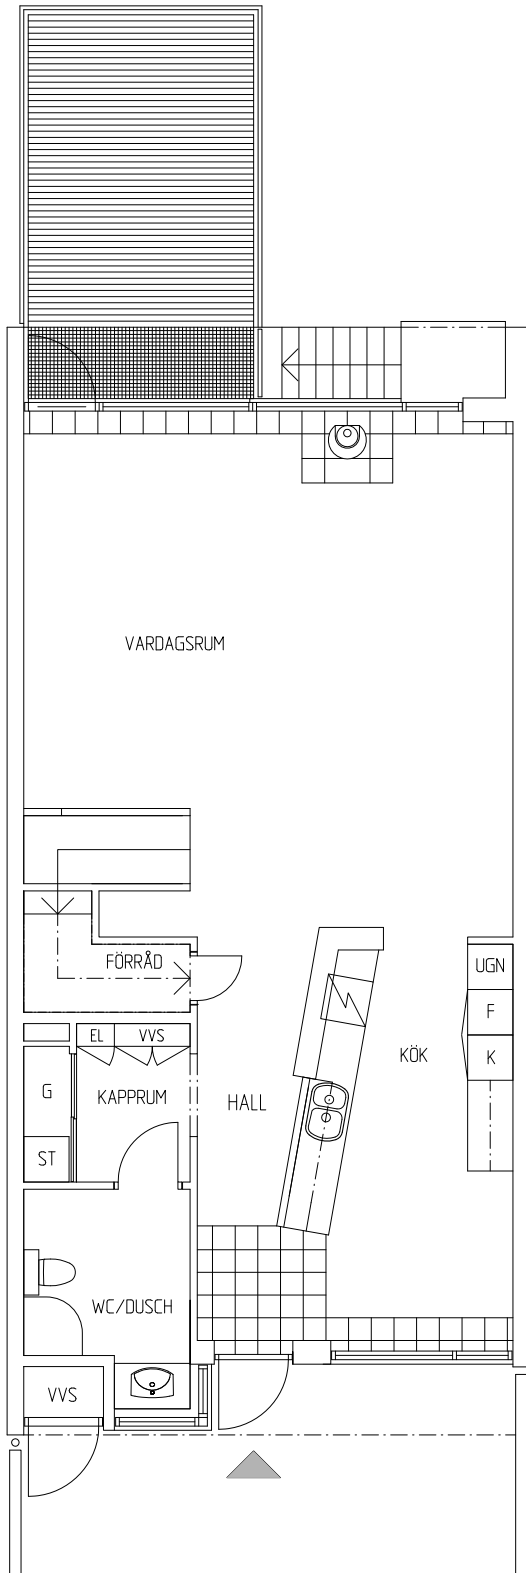 VARDAGSRUM
FÖRRÅD
UGN
F
EL
VVS
K
KÖK
G
KAPPRUM
HALL
ST
WC/DUSCH
VVS